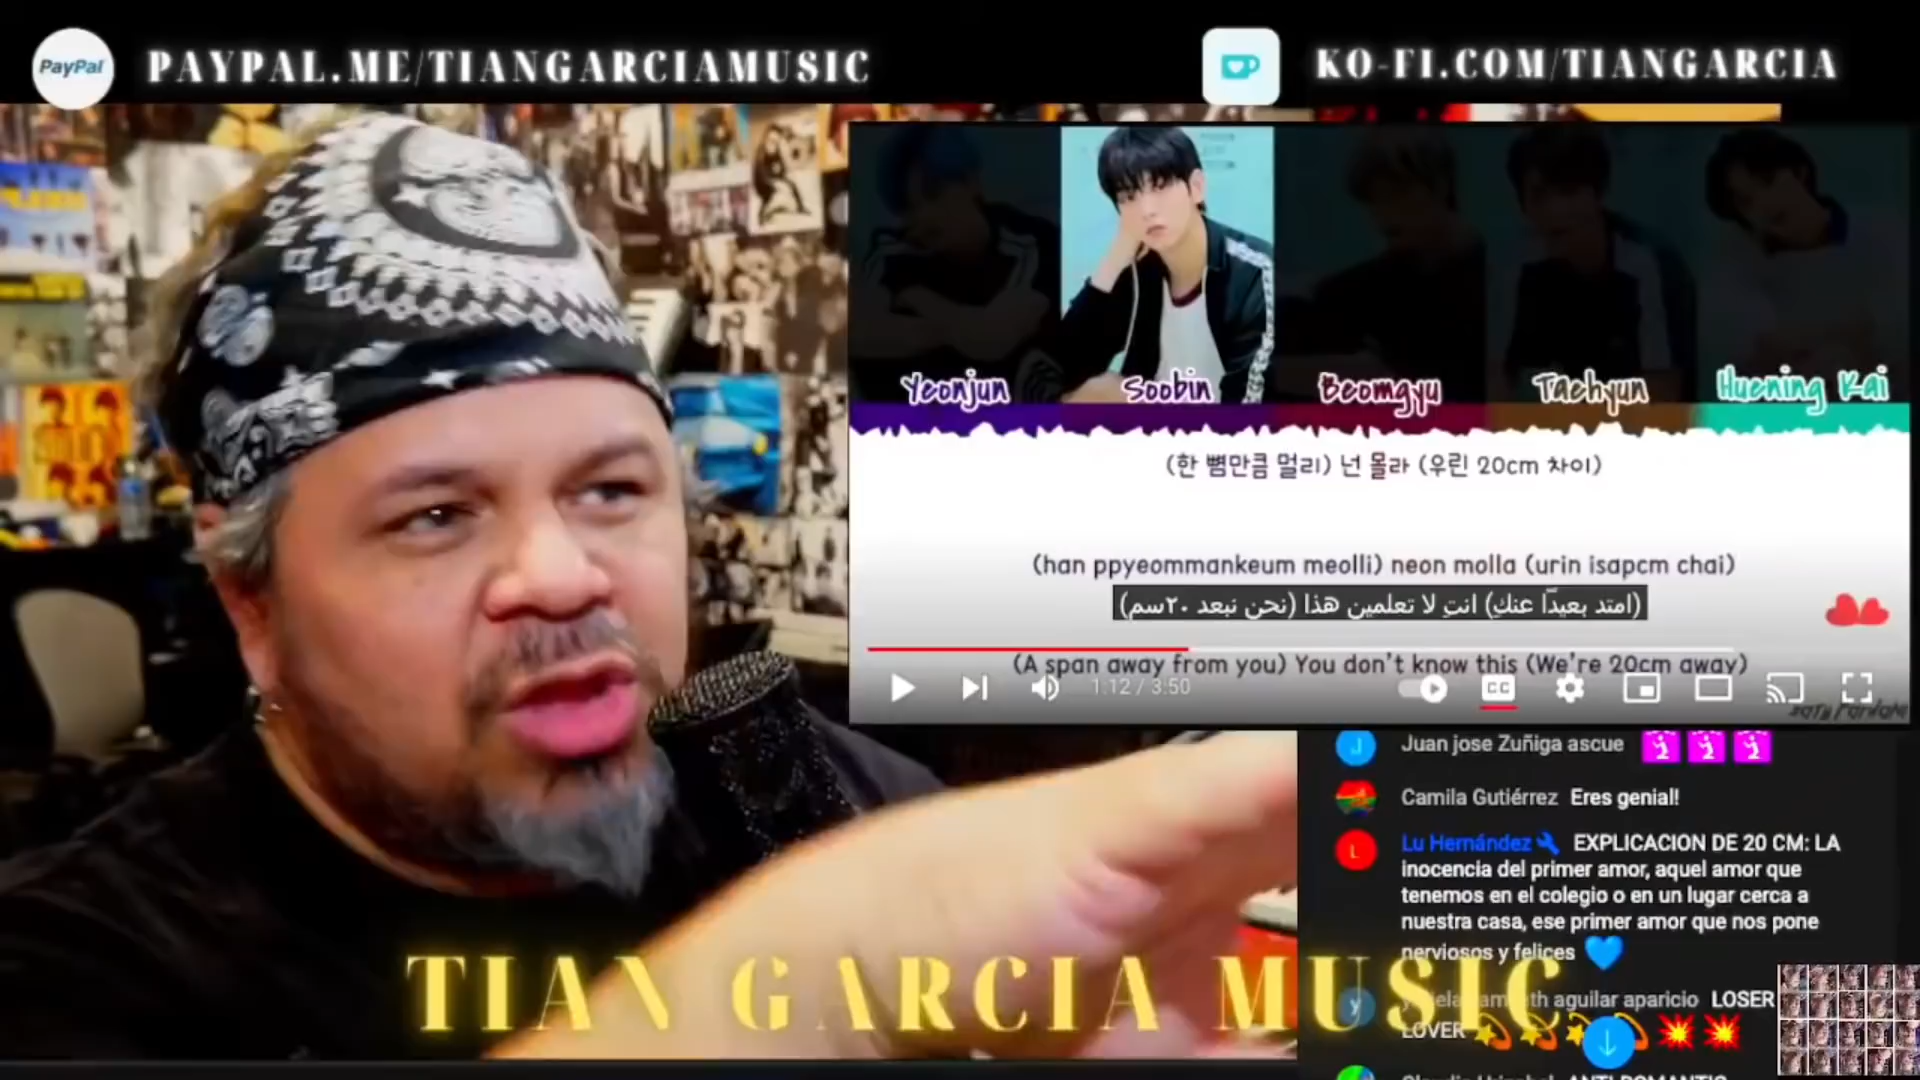 PayPal
PAYPAL.ME/TIANGARCIAMUSIC
KO-FI.COM/TIANGARCIA
Yeonjun
Soobin
Beomgyu
Taehyun
Huening Kai
(한 뼘만큼 멀리) 넌 몰라 (우린 20cm 차이)
(han ppyeommankeum meolli) neon molla (urin isapcm chai)
(امتد بعيدًا عنكِ) انتِ لا تعلمين هذا (نحن نبعد ٢٠سم)
(A span away from you) You don't know this (We're 20cm away)
1:12 / 3:50
CC
Juan jose Zuñiga ascue
Camila Gutiérrez Eres genial!
Lu Hernández EXPLICACION DE 20 CM: LA
inocencia del primer amor, aquel amor que
tenemos en el colegio o en un lugar cerca a
nuestra casa, ese primer amor que nos pone
nerviosos y felices
aguilar aparicio LOSER
LOVER
TIAN GARCIA MUSIC